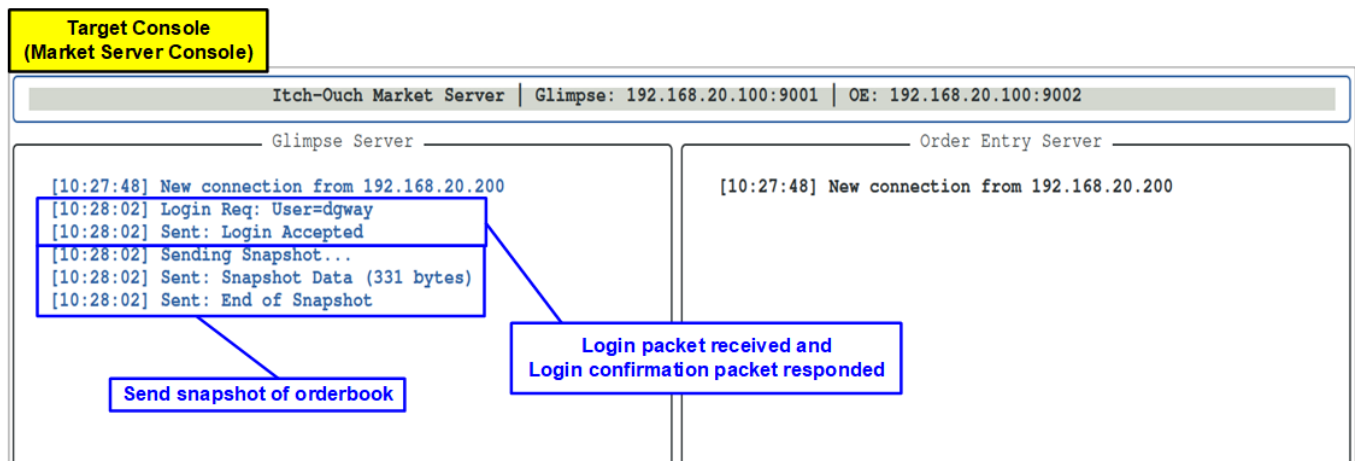 Target Console
(Market Server Console)
Itch-Ouch Market Server | Glimpse: 192.168.20.100:9001 | OE: 192.168.20.100:9002
Glimpse Server
[10:27:48] New connection from 192.168.20.200
[10:28:02] Login Req: User=dgway
[10:28:02] Sent: Login Accepted
[10:28:02] Sending Snapshot...
[10:28:02] Sent: Snapshot Data (331 bytes)
[10:28:02] Sent: End of Snapshot
Login packet received and
Login confirmation packet responded
Send snapshot of orderbook
Order Entry Server
[10:27:48] New connection from 192.168.20.200